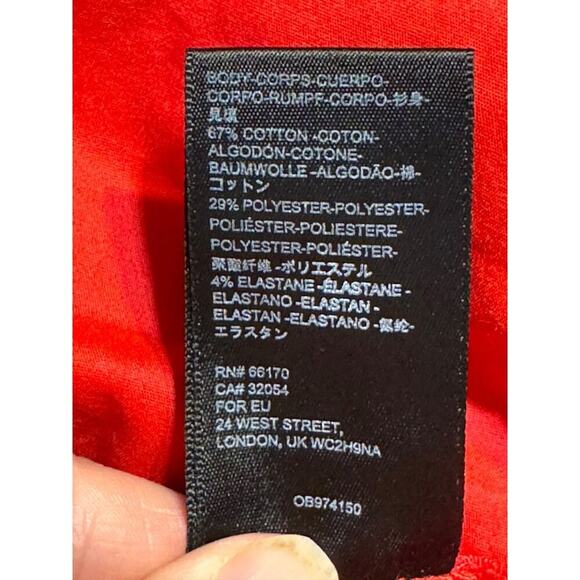 BODY-CORPS-CUERPO-
CORPO-RUMPF-CORPO-衫身-
見頃
67% COTTON -COTON-
ALGODÓN-COTONE-
BAUMWOLLE -ALGODÃO-棉-
コットン
29% POLYESTER-POLYESTER-
POLIÉSTER-POLIESTERE-
POLYESTER-POLIÉSTER-
聚酯纤维 -ポリエステル
4% ELASTANE -ÉLASTANE -
ELASTANO -ELASTAN -
ELASTAN -ELASTANO -氨纶-
エラスタン
RN# 66170
CA# 32054
FOR EU
24 WEST STREET,
LONDON, UK WC2H9NA
OB974150